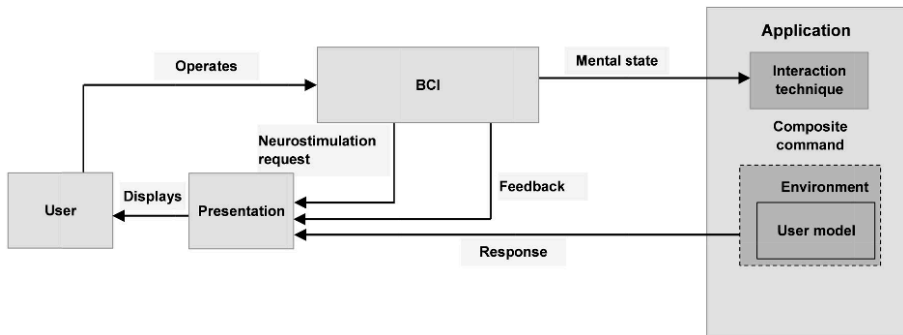 Application
Operates
Mental state
BCI
Interaction
technique
Neurostimulation
request
Composite
command
Feedback
Displays
User
Presentation
Environment
User model
Response